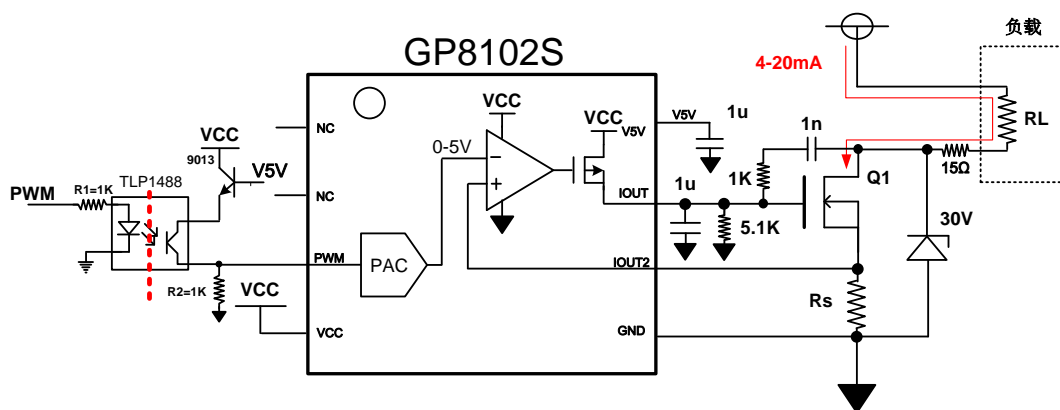 GP8102S
负载
4-20mA
VCC
NC
VCC
V5V
V5V
1u
1n
RL
9013
V5V
0-5V
15Ω
TLP1488
NC
PWM
R1=1K
IOUT
1u
1K
Q1
5.1K
30V
PWM
PAC
IOUT2
R2=1K
VCC
Rs
VCC
GND
VCC